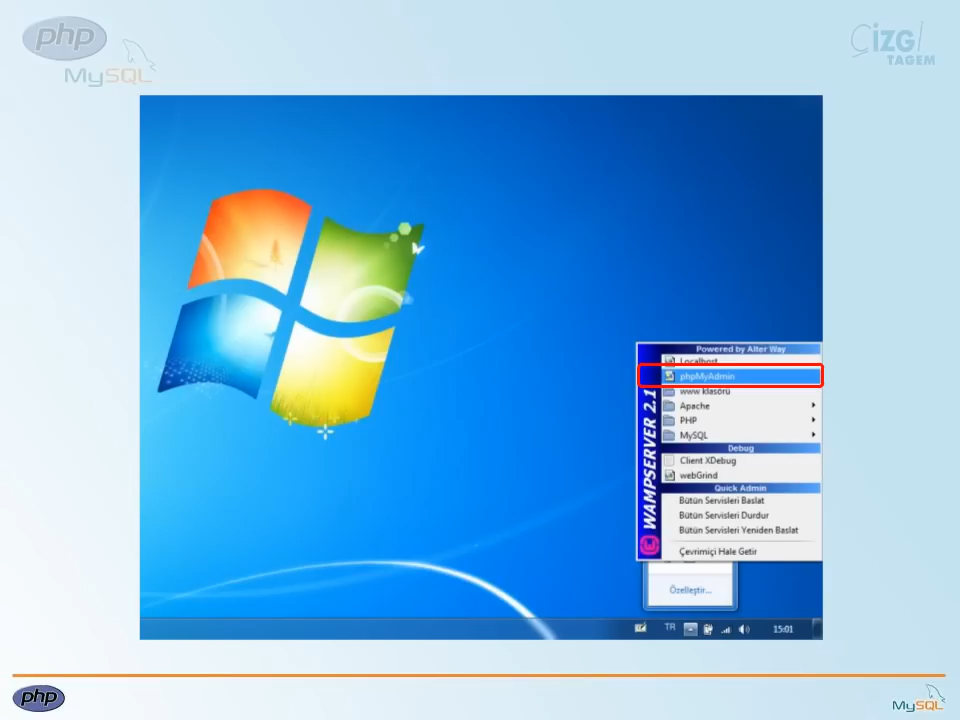 php
MySQL
ÇİZGİ
TAGEM
Powered by Alter Way
Localhost
phpMyAdmin
www klasörü
Apache
PHP
MySQL
Debug
Client XDebug
webGrind
Quick Admin
Bütün Servisleri Baslat
Bütün Servisleri Durdur
Bütün Servisleri Yeniden Baslat
Çevrimiçi Hale Getir
WAMPSERVER 2.1
Özelleştir...
TR
15:01
php
MySQL